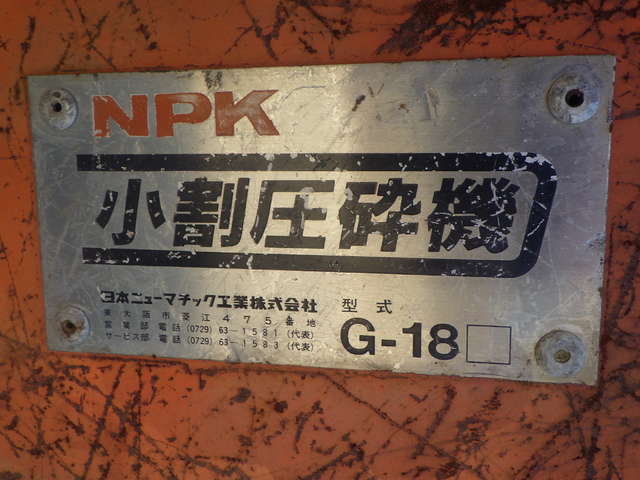 NPK
小割圧砕機
日本ニューマチック工業株式会社
東大阪市菱江475番地
営業部 電話 (0729) 63-1581 (代表)
サービス部 電話 (0729) 63-1583 (代表)
型式
G-18